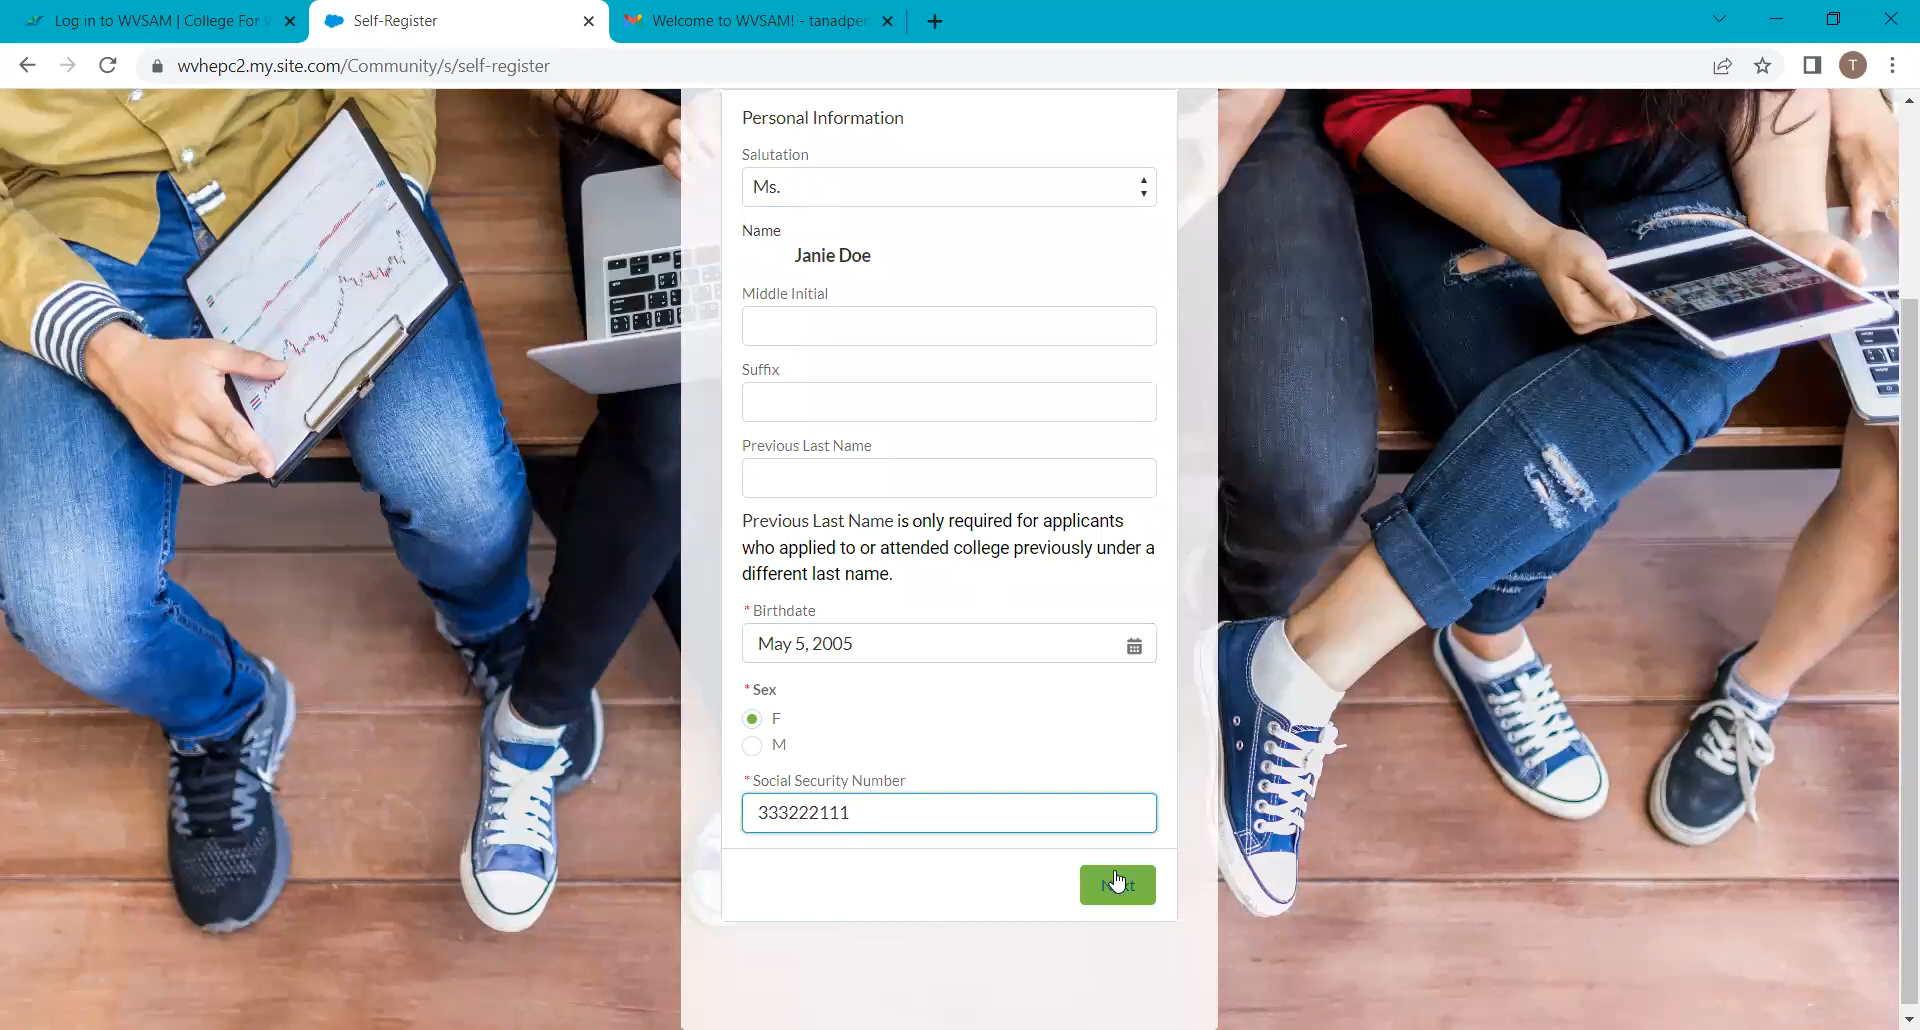 Log in to WVSAM | College For
Self-Register
Welcome to WVSAM! - tanadpe
wvhepc2.my.site.com/Community/s/self-register
T
Personal Information
Salutation
Ms.
Name
Janie Doe
Middle Initial
Suffix
Previous Last Name
Previous Last Name is only required for applicants
who applied to or attended college previously under a
different last name.
* Birthdate
May 5, 2005
* Sex
F
M
* Social Security Number
333222111
Next